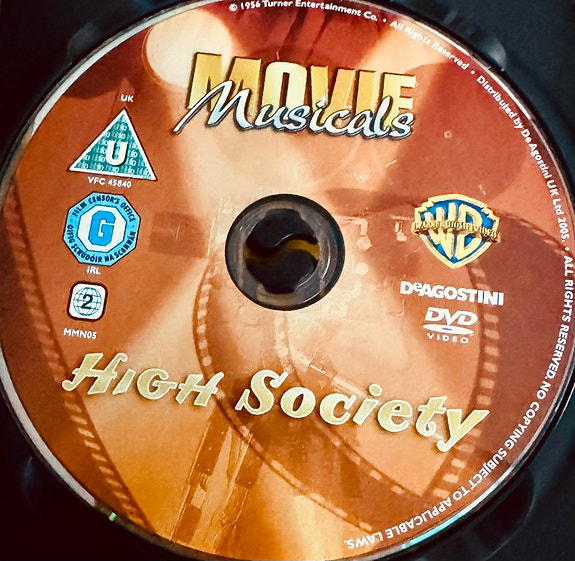 © 1956 Turner Entertainment Co. • All Rights Reserved • Distributed by De Agostini UK Ltd 2005. • ALL RIGHTS RESERVED. NO COPYING SUBJECT TO APPLICABLE LAWS.
MOVIE
Musicals
UK
U
VFC 45840
FILM CENSOR'S OFFICE
G
OIFIG SCRÚDÓIR NA SCANNÁN
IRL
2
MMN05
WB
WARNER HOME VIDEO
DeAGOSTINI
DVD
VIDEO
HIGH SOCIETY